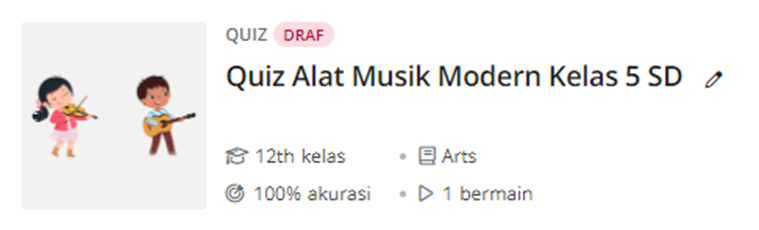 QUIZ DRAF
Quiz Alat Musik Modern Kelas 5 SD
12th kelas • Arts
100% akurasi • 1 bermain